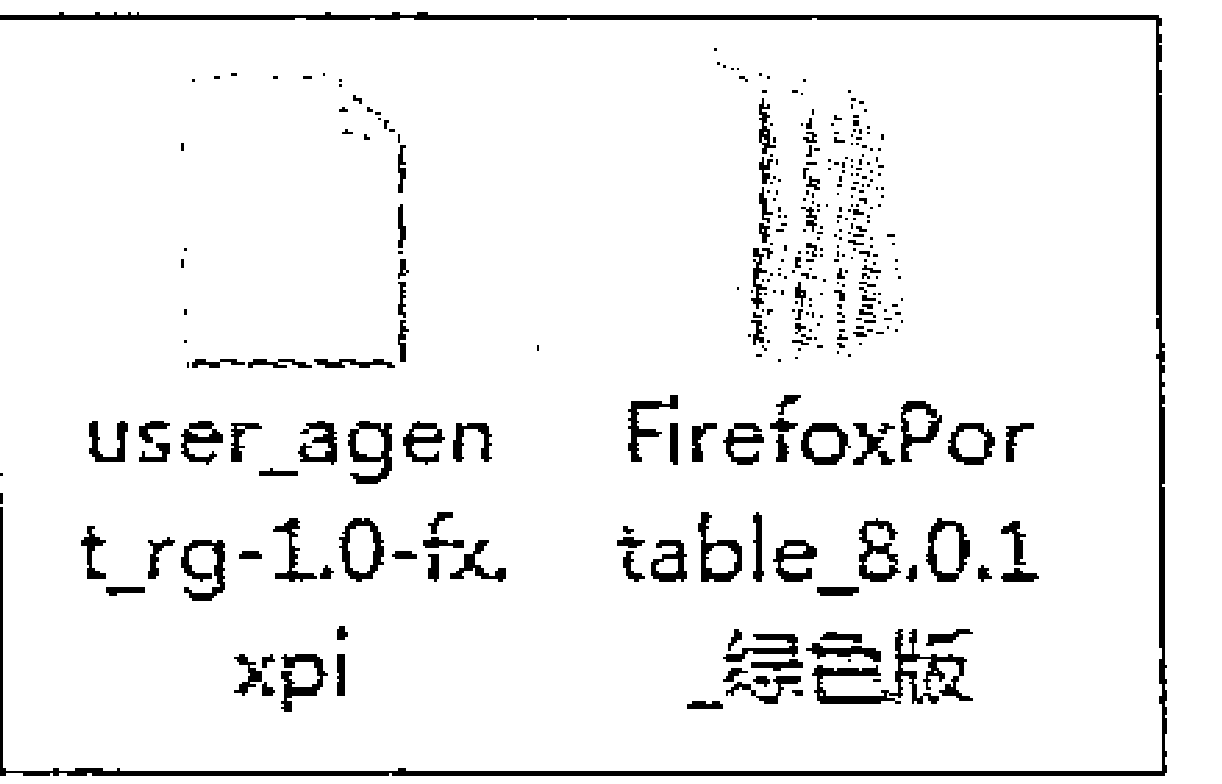 user_agen
t_rg-1.0-fx.
xpi
FirefoxPor
table_8.0.1
_绿色版